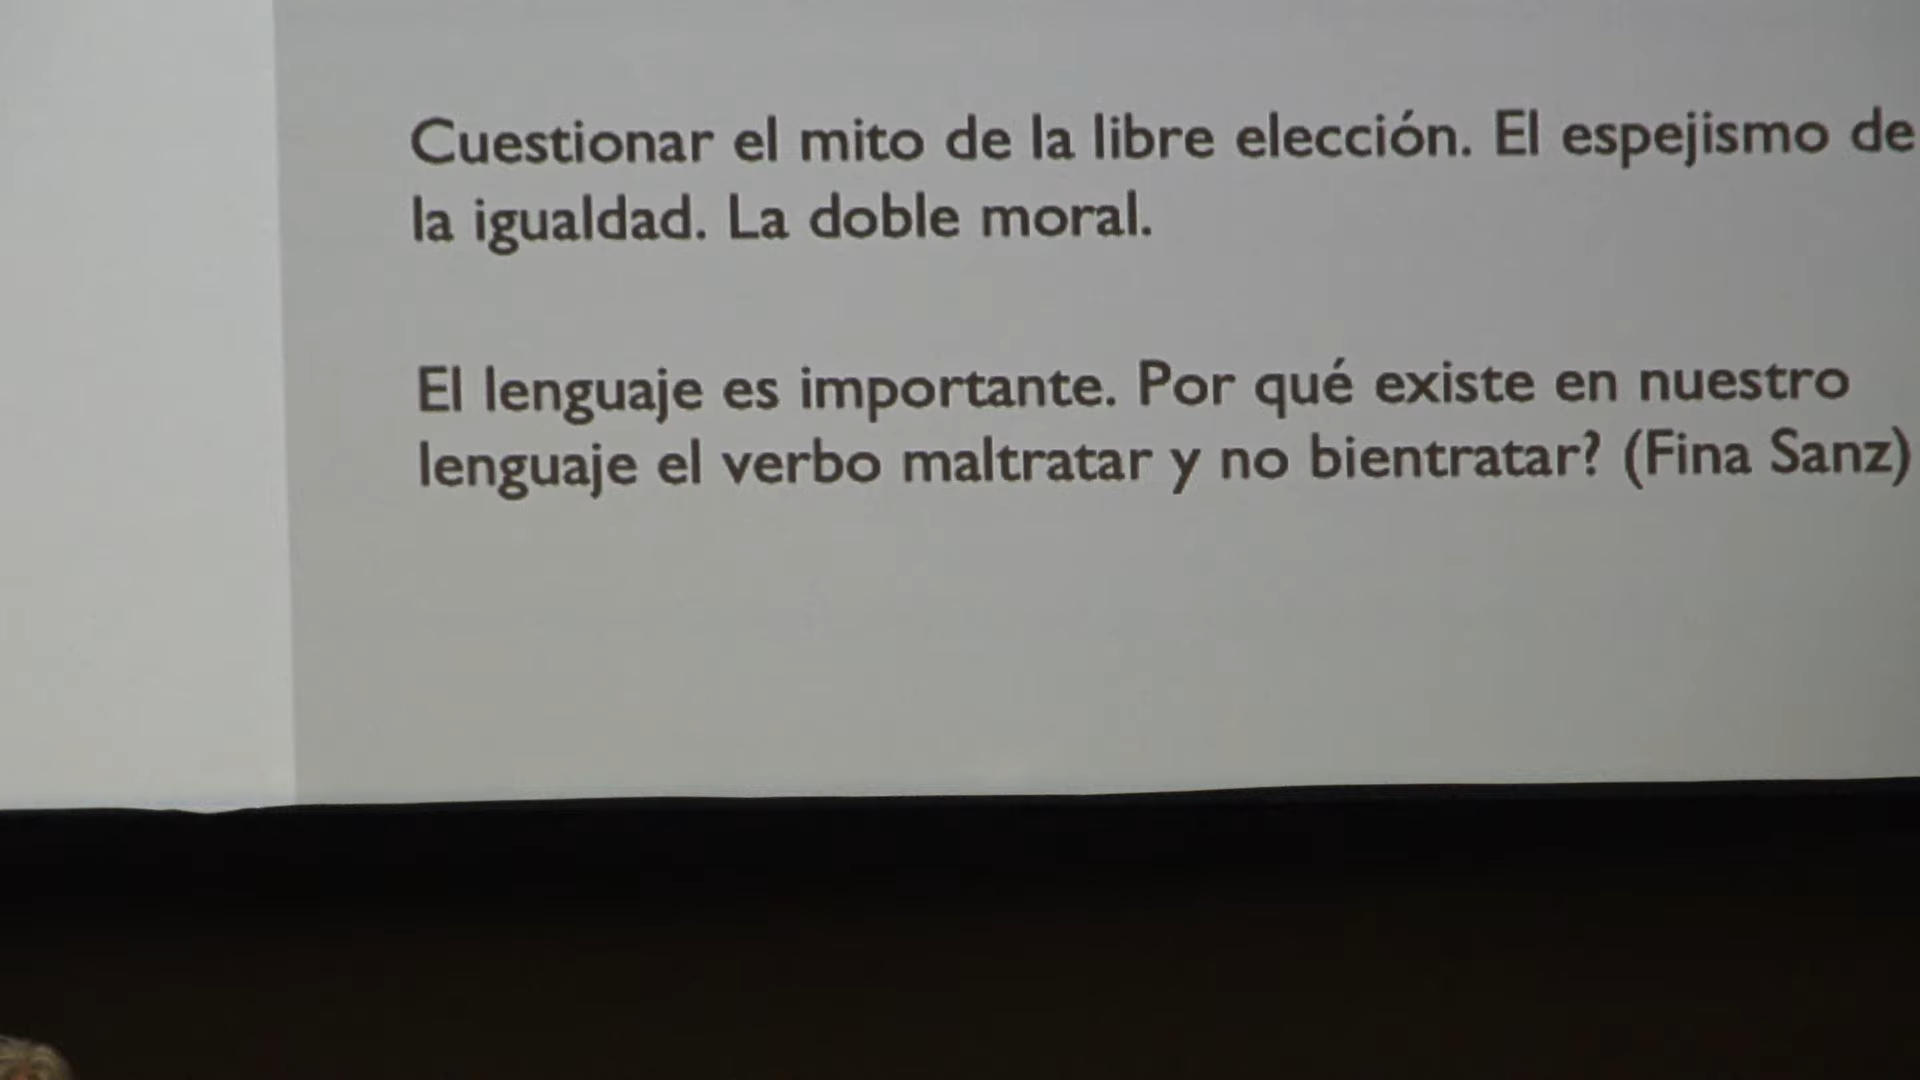 Cuestionar el mito de la libre elección. El espejismo de
la igualdad. La doble moral.
El lenguaje es importante. Por qué existe en nuestro
lenguaje el verbo maltratar y no bientratar? (Fina Sanz)